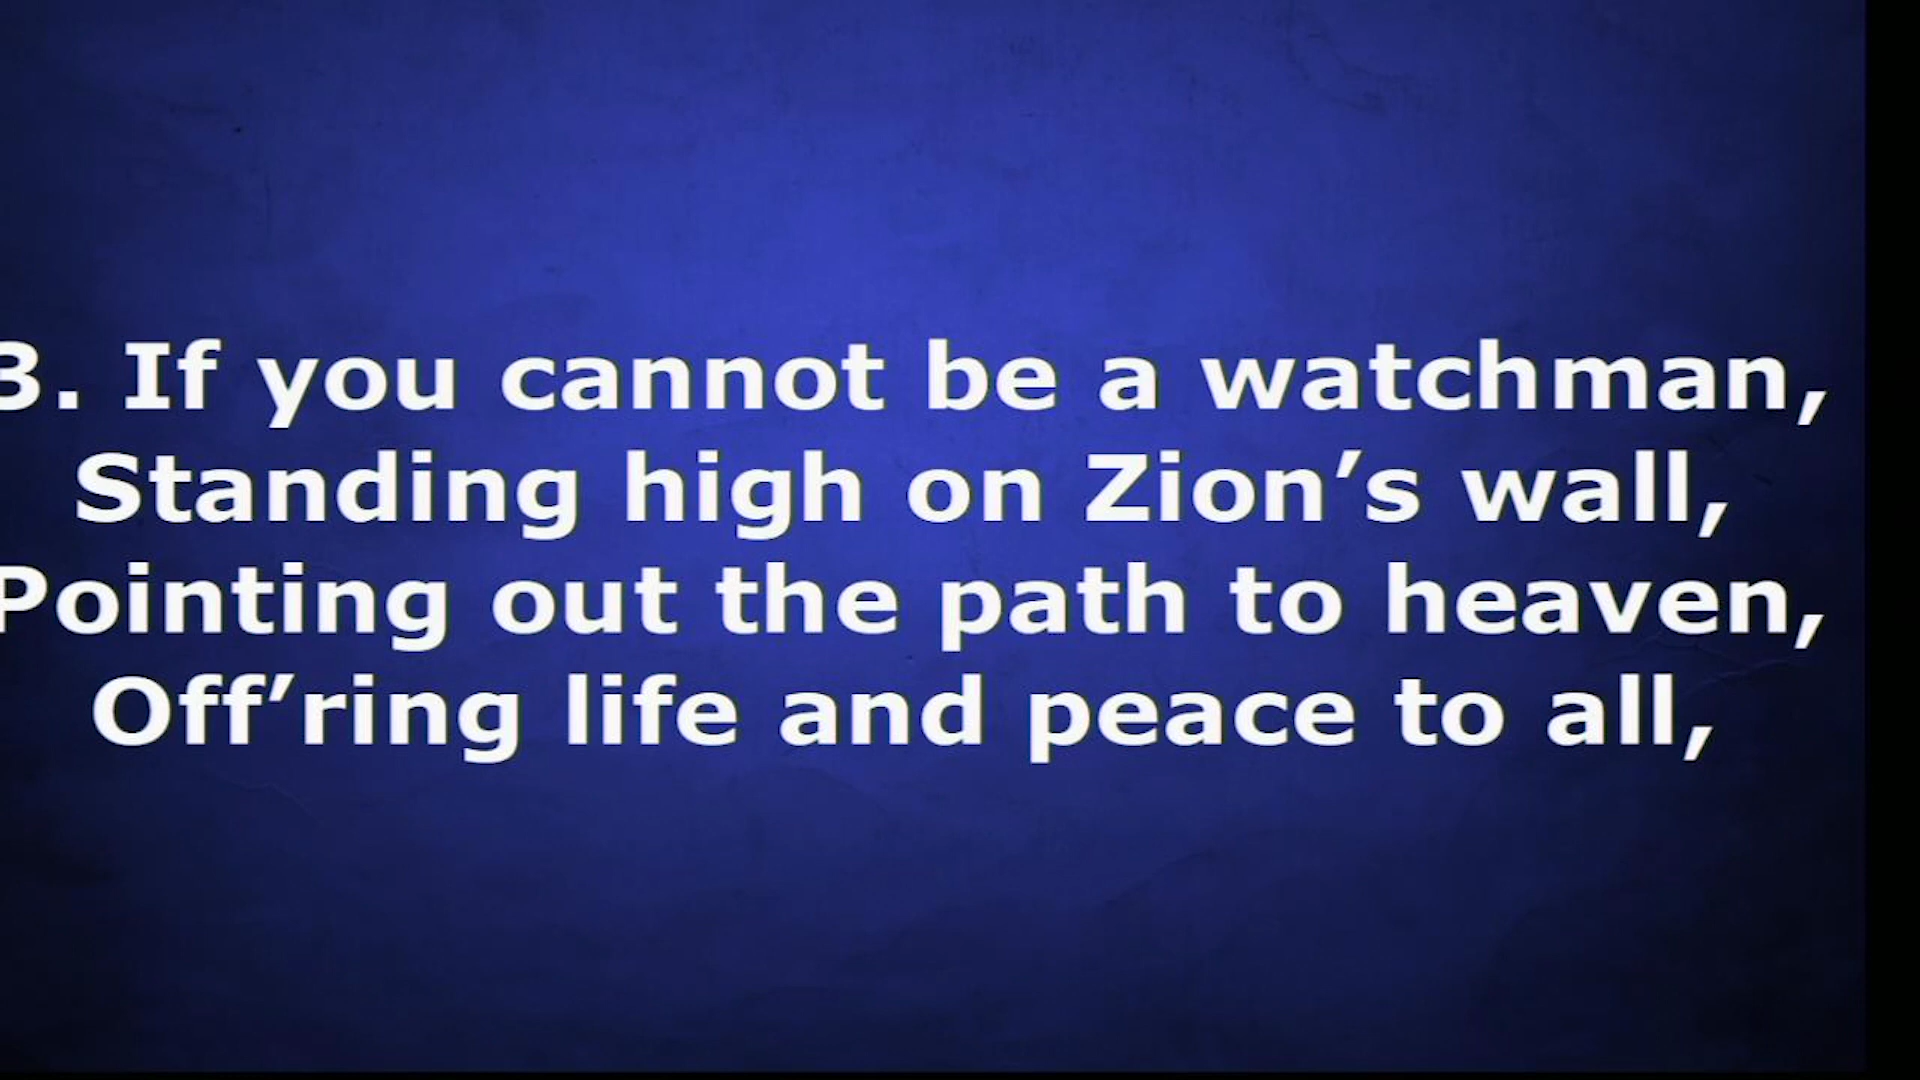 3. If you cannot be a watchman,
Standing high on Zion’s wall,
Pointing out the path to heaven,
Off’ring life and peace to all,